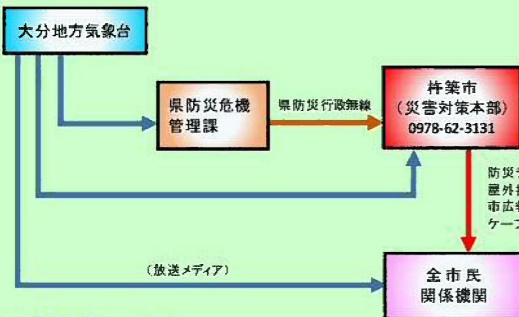 大分地方気象台
県防災危機
管理課
県防災行政無線
杵築市
(災害対策本部)
0978-62-3131
防災
屋外
市広
ケー
(放送メディア)
全市民
関係機関